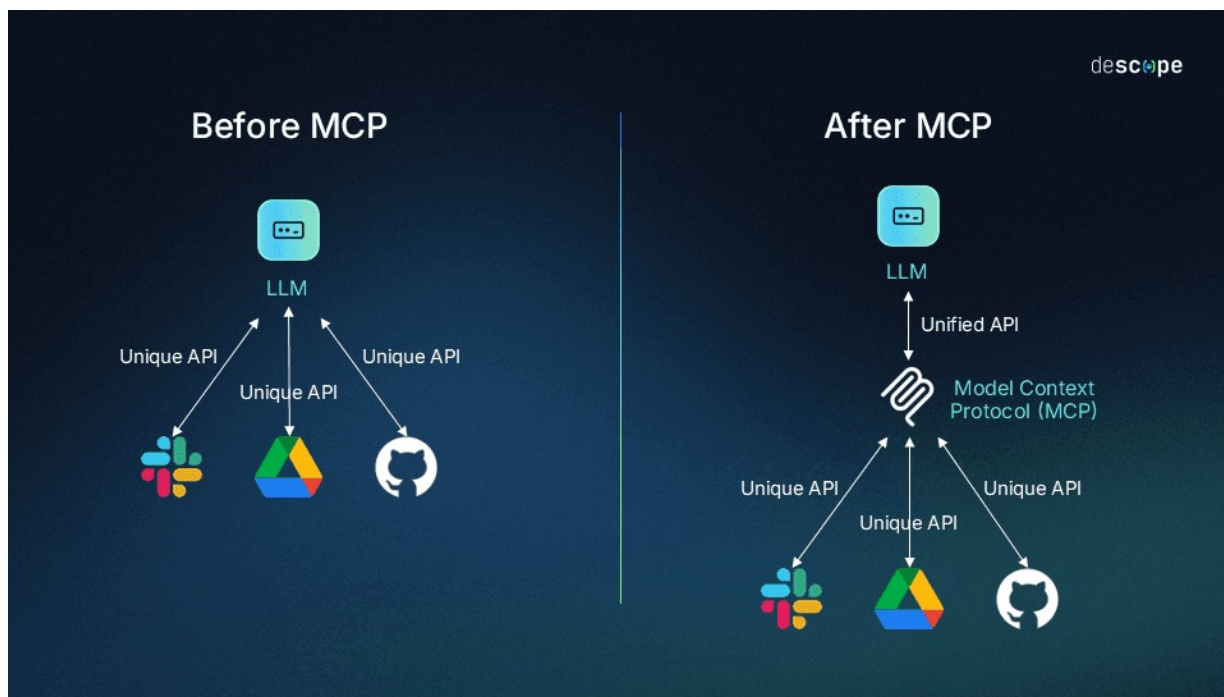 descope
Before MCP
LLM
Unique API
Unique API
Unique API
After MCP
LLM
Unified API
Model Context
Protocol (MCP)
Unique API
Unique API
Unique API